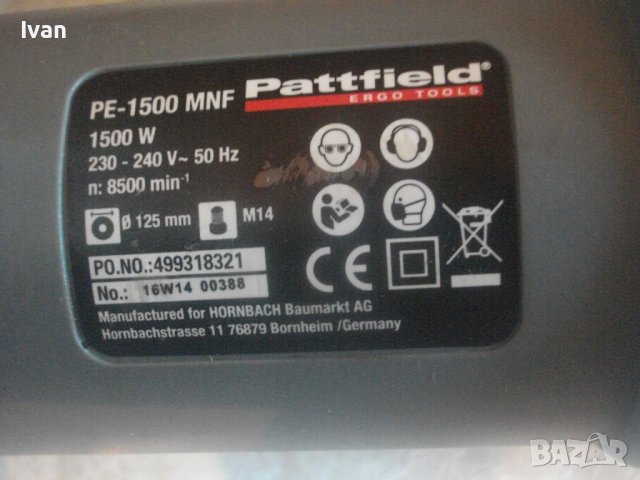 Ivan
Pattfield®
ERGO TOOLS
PE-1500 MNF
1500 W
230 - 240 V~ 50 Hz
n: 8500 min-1
Ø 125 mm M14
PO.NO.:499318321
No.: 16W14 00388
CE
Manufactured for HORNBACH Baumarkt AG
Hornbachstrasse 11 76879 Bornheim /Germany
BAZAR